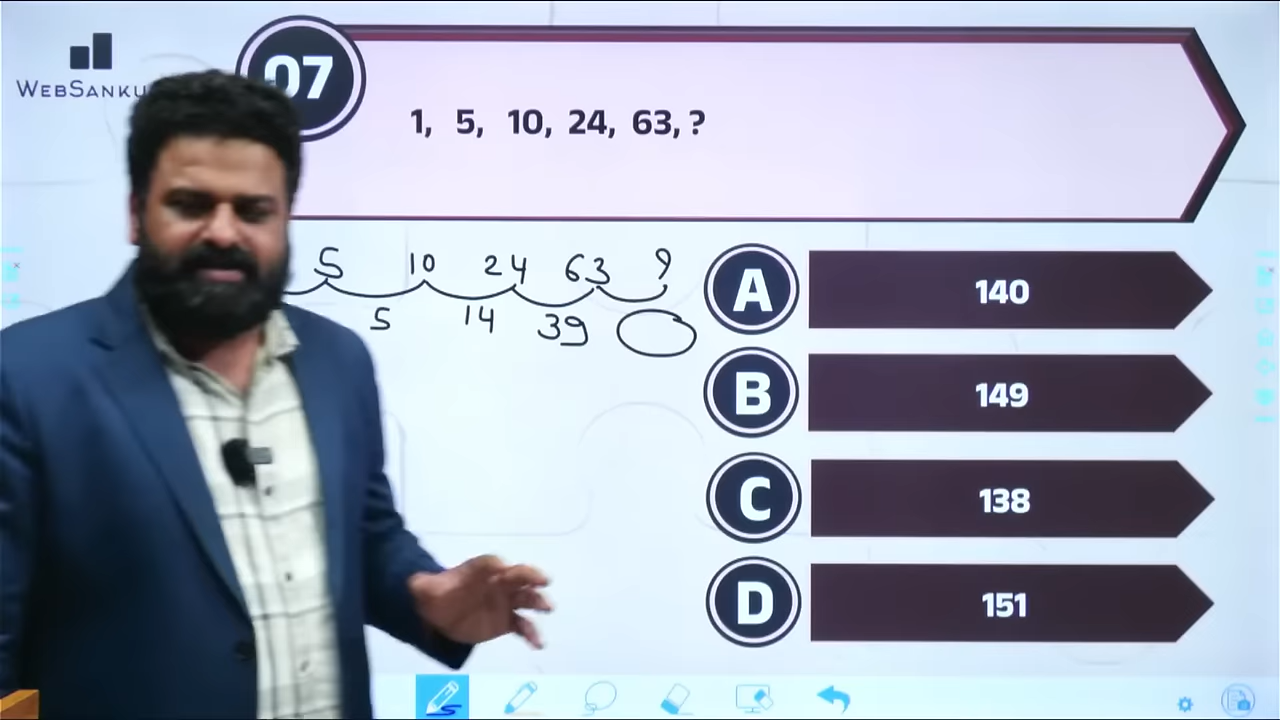 07
WEBSANKU
1, 5, 10, 24, 63, ?
5 10 24 63 ?
5 14 39
A 140
B 149
C 138
D 151